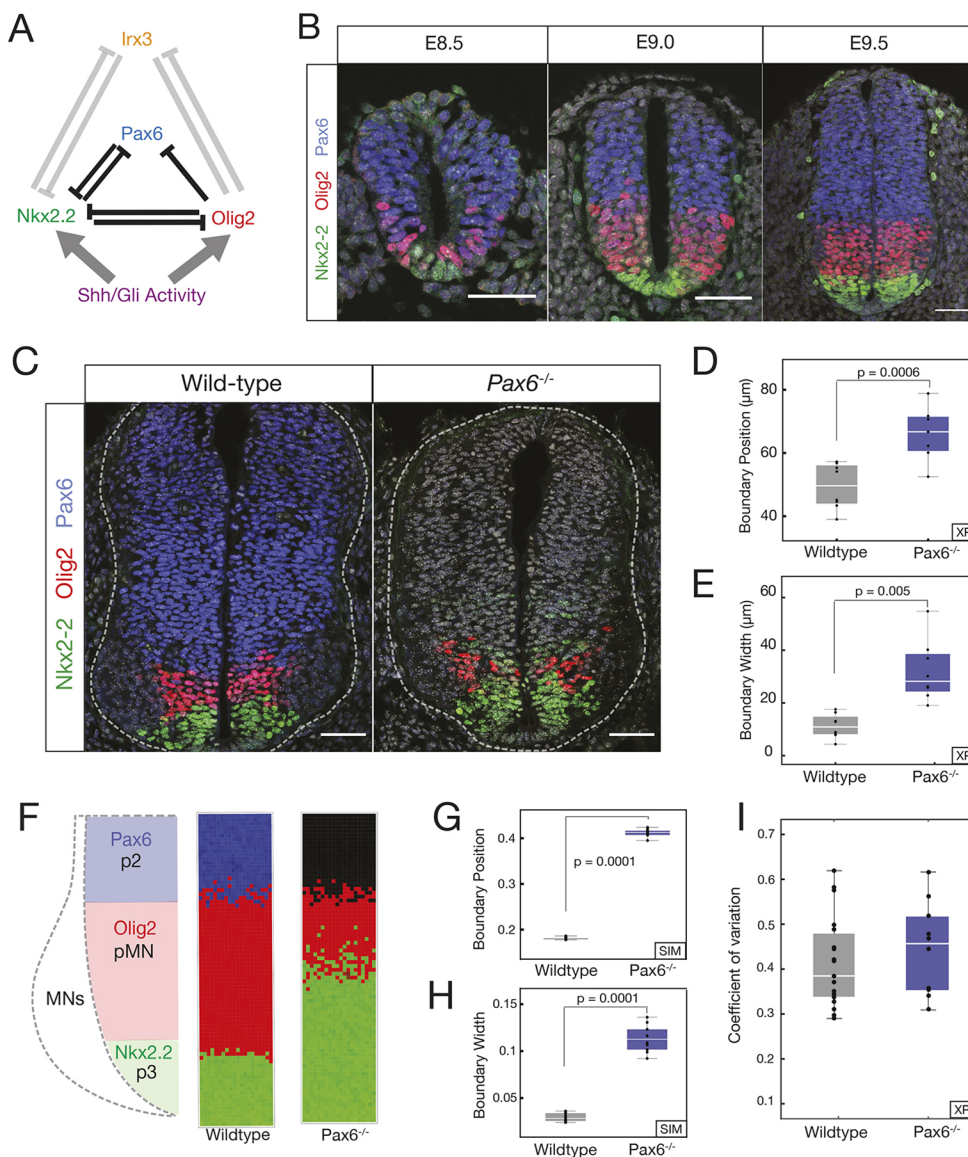 A
Irx3
Pax6
Nkx2.2
Olig2
Shh/Gli Activity
B
E8.5
E9.0
E9.5
Nkx2-2 Olig2 Pax6
C
Wild-type
Pax6-/-
Nkx2-2 Olig2 Pax6
D
p = 0.0006
Boundary Position (µm)
80
60
40
Wildtype
Pax6-/-
XP
E
p = 0.005
Boundary Width (µm)
60
40
20
0
Wildtype
Pax6-/-
XP
F
Pax6
p2
Olig2
pMN
MNs
Nkx2.2
p3
Wildtype
Pax6-/-
G
p = 0.0001
Boundary Position
0.4
0.3
0.2
Wildtype
Pax6-/-
SIM
H
p = 0.0001
Boundary Width
0.15
0.1
0.05
Wildtype
Pax6-/-
SIM
I
Coefficient of variation
0.7
0.6
0.5
0.4
0.3
0.2
0.1
Wildtype
Pax6-/-
XP